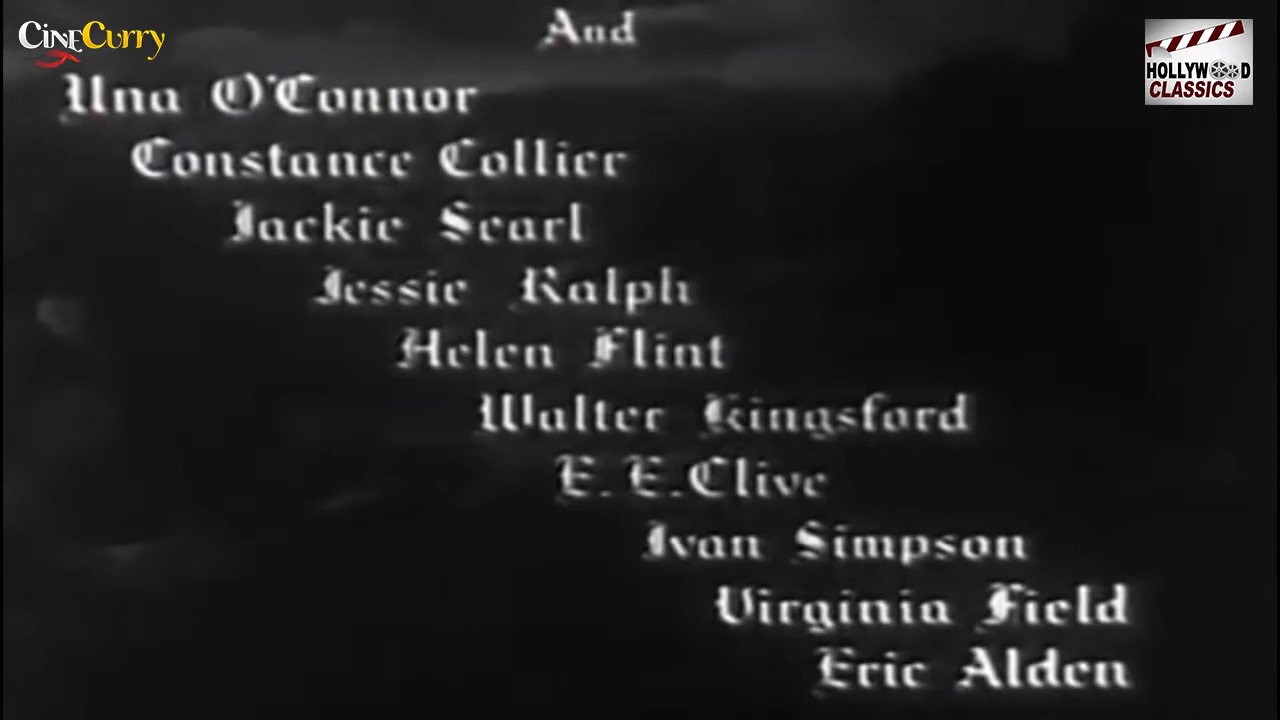 CINECURRY
HOLLYWOOD
CLASSICS
And
Una O'Connor
Constance Collier
Jackie Searl
Jessie Ralph
Helen Flint
Walter Kingsford
E. E. Clive
Ivan Simpson
Virginia Field
Eric Alden